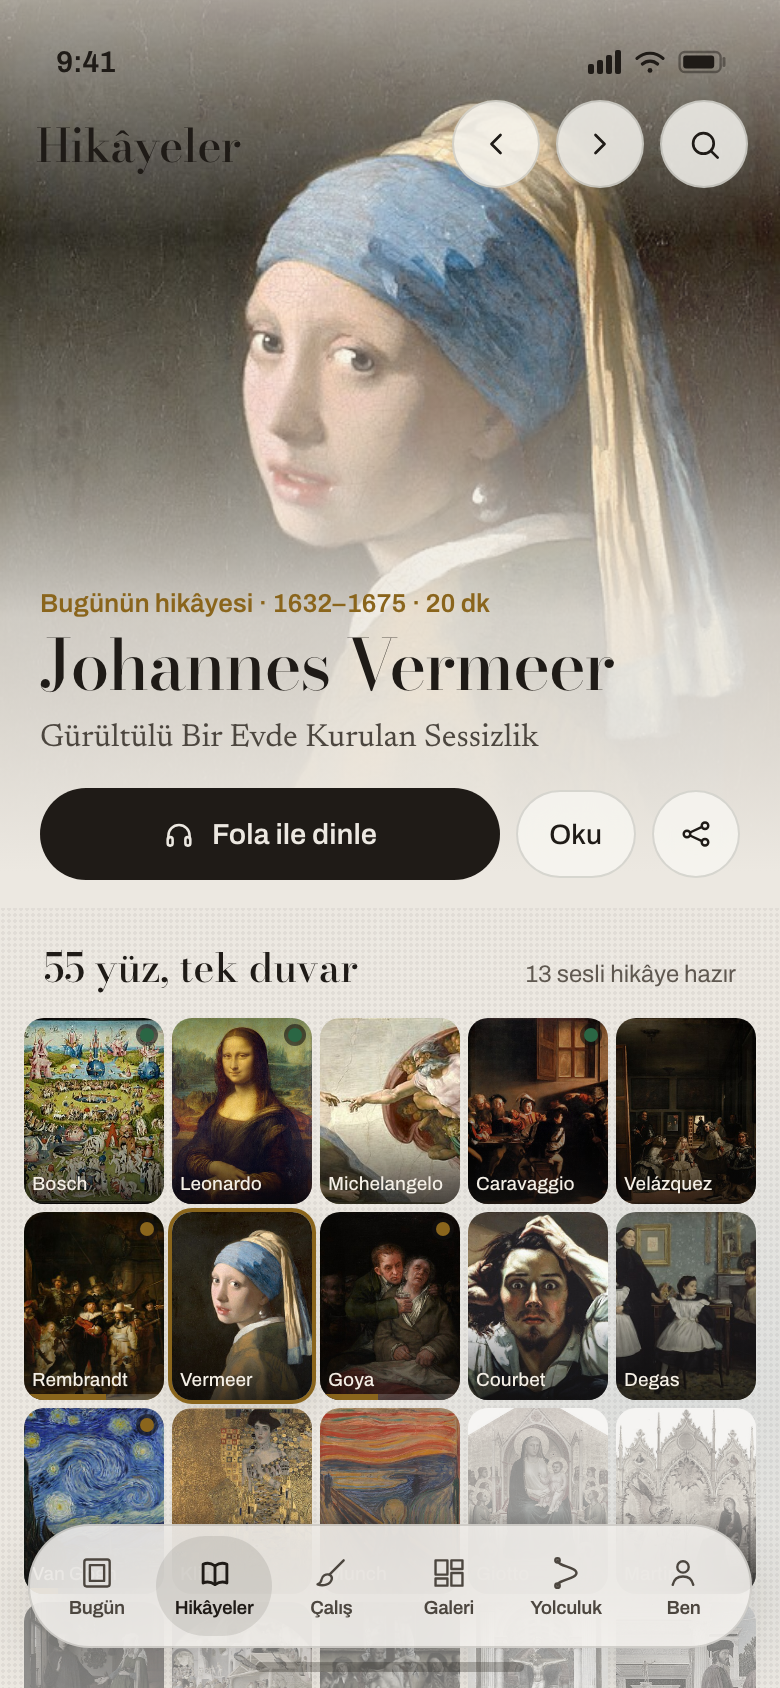 9:41
Hikâyeler
Bugünün hikâyesi · 1632–1675 · 20 dk
Johannes Vermeer
Gürültülü Bir Evde Kurulan Sessizlik
Fola ile dinle
Oku
55 yüz, tek duvar
13 sesli hikâye hazır
Bosch
Leonardo
Michelangelo
Caravaggio
Velázquez
Rembrandt
Vermeer
Goya
Courbet
Degas
Bugün
Hikâyeler
Çalış
Galeri
Yolculuk
Ben